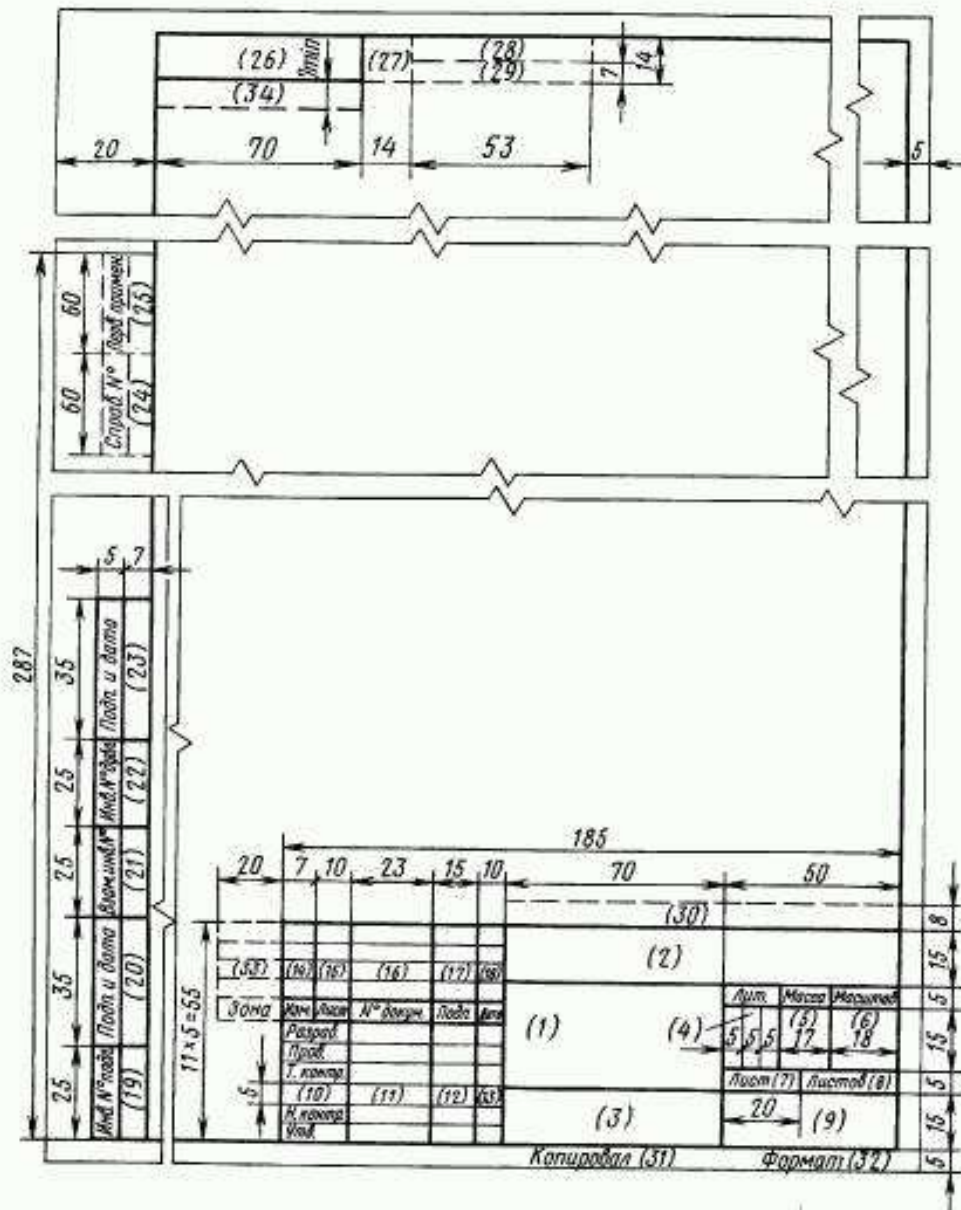 (26) 9min (27) (28) 7 14
(34) (29)
20 70 14 53 5
287
60 Перв. примен. (25)
60 Справ. № (24)
5 7
35 Подп. и дата (23)
25 Инв. № дубл. (22)
25 Взам. инв. № (21)
35 Подп. и дата (20)
25 Инв. № подл. (19)
185
20 7 10 23 15 10 70 50
(30) 8
(2) 15
(33) (14) (15) (16) (17) (18)
Лит. Масса Масштаб 5
Зона Изм. Лист № докум. Подп. Дата
(1) (4) (5) (6)
5 5 5 17 18 15
11×5=55
Разраб.
Пров.
Т. контр.
Лист (7) Листов (8) 5
5 (10) (11) (12) (13)
Н. контр.
Утв.
(3) 20 (9) 15
Копировал (31) Формат (32) 5